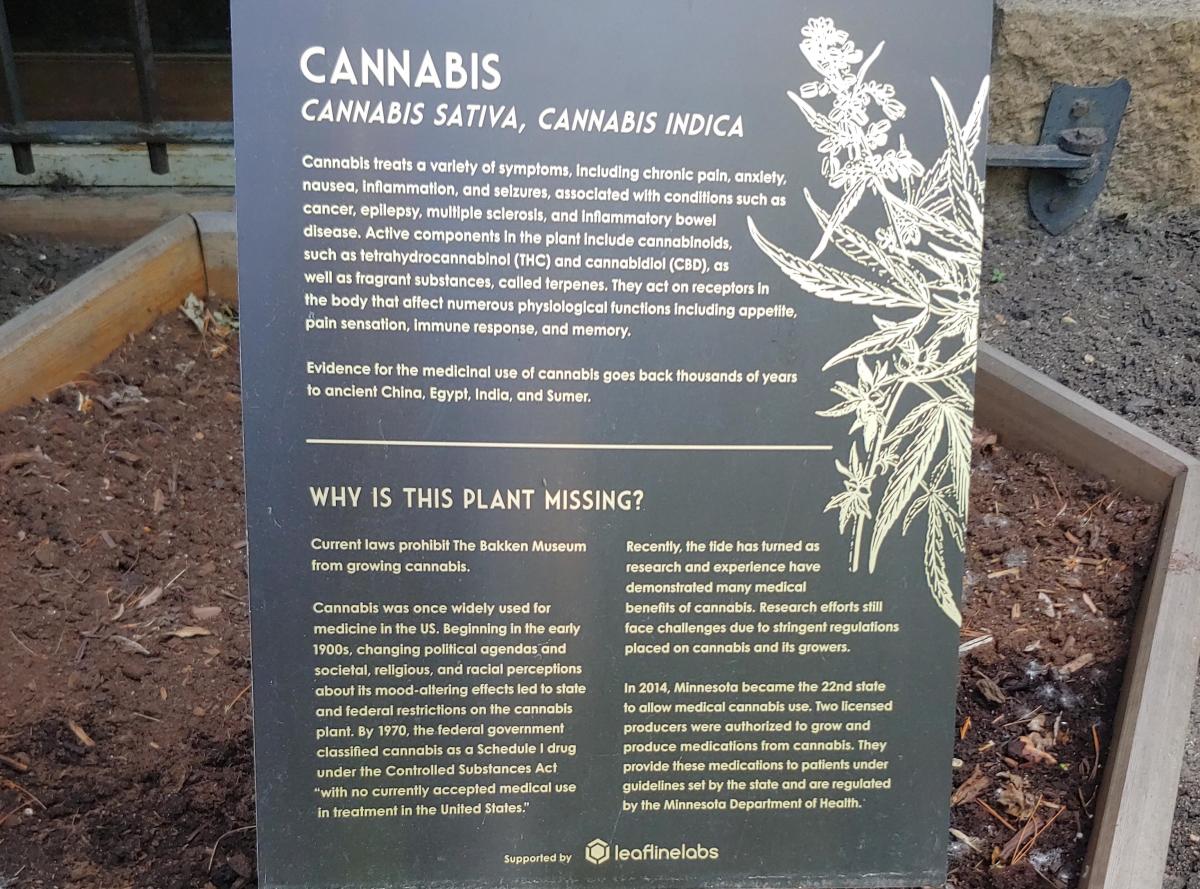 CANNABIS
CANNABIS SATIVA, CANNABIS INDICA
Cannabis treats a variety of symptoms, including chronic pain, anxiety,
nausea, inflammation, and seizures, associated with conditions such as
cancer, epilepsy, multiple sclerosis, and inflammatory bowel
disease. Active components in the plant include cannabinoids,
such as tetrahydrocannabinol (THC) and cannabidiol (CBD), as
well as fragrant substances, called terpenes. They act on receptors in
the body that affect numerous physiological functions including appetite,
pain sensation, immune response, and memory.
Evidence for the medicinal use of cannabis goes back thousands of years
to ancient China, Egypt, India, and Sumer.
WHY IS THIS PLANT MISSING?
Current laws prohibit The Bakken Museum
from growing cannabis.
Cannabis was once widely used for
medicine in the US. Beginning in the early
1900s, changing political agendas and
societal, religious, and racial perceptions
about its mood-altering effects led to state
and federal restrictions on the cannabis
plant. By 1970, the federal government
classified cannabis as a Schedule I drug
under the Controlled Substances Act
“with no currently accepted medical use
in treatment in the United States.”
Recently, the tide has turned as
research and experience have
demonstrated many medical
benefits of cannabis. Research efforts still
face challenges due to stringent regulations
placed on cannabis and its growers.
In 2014, Minnesota became the 22nd state
to allow medical cannabis use. Two licensed
producers were authorized to grow and
produce medications from cannabis. They
provide these medications to patients under
guidelines set by the state and are regulated
by the Minnesota Department of Health.
Supported by leaflinelabs